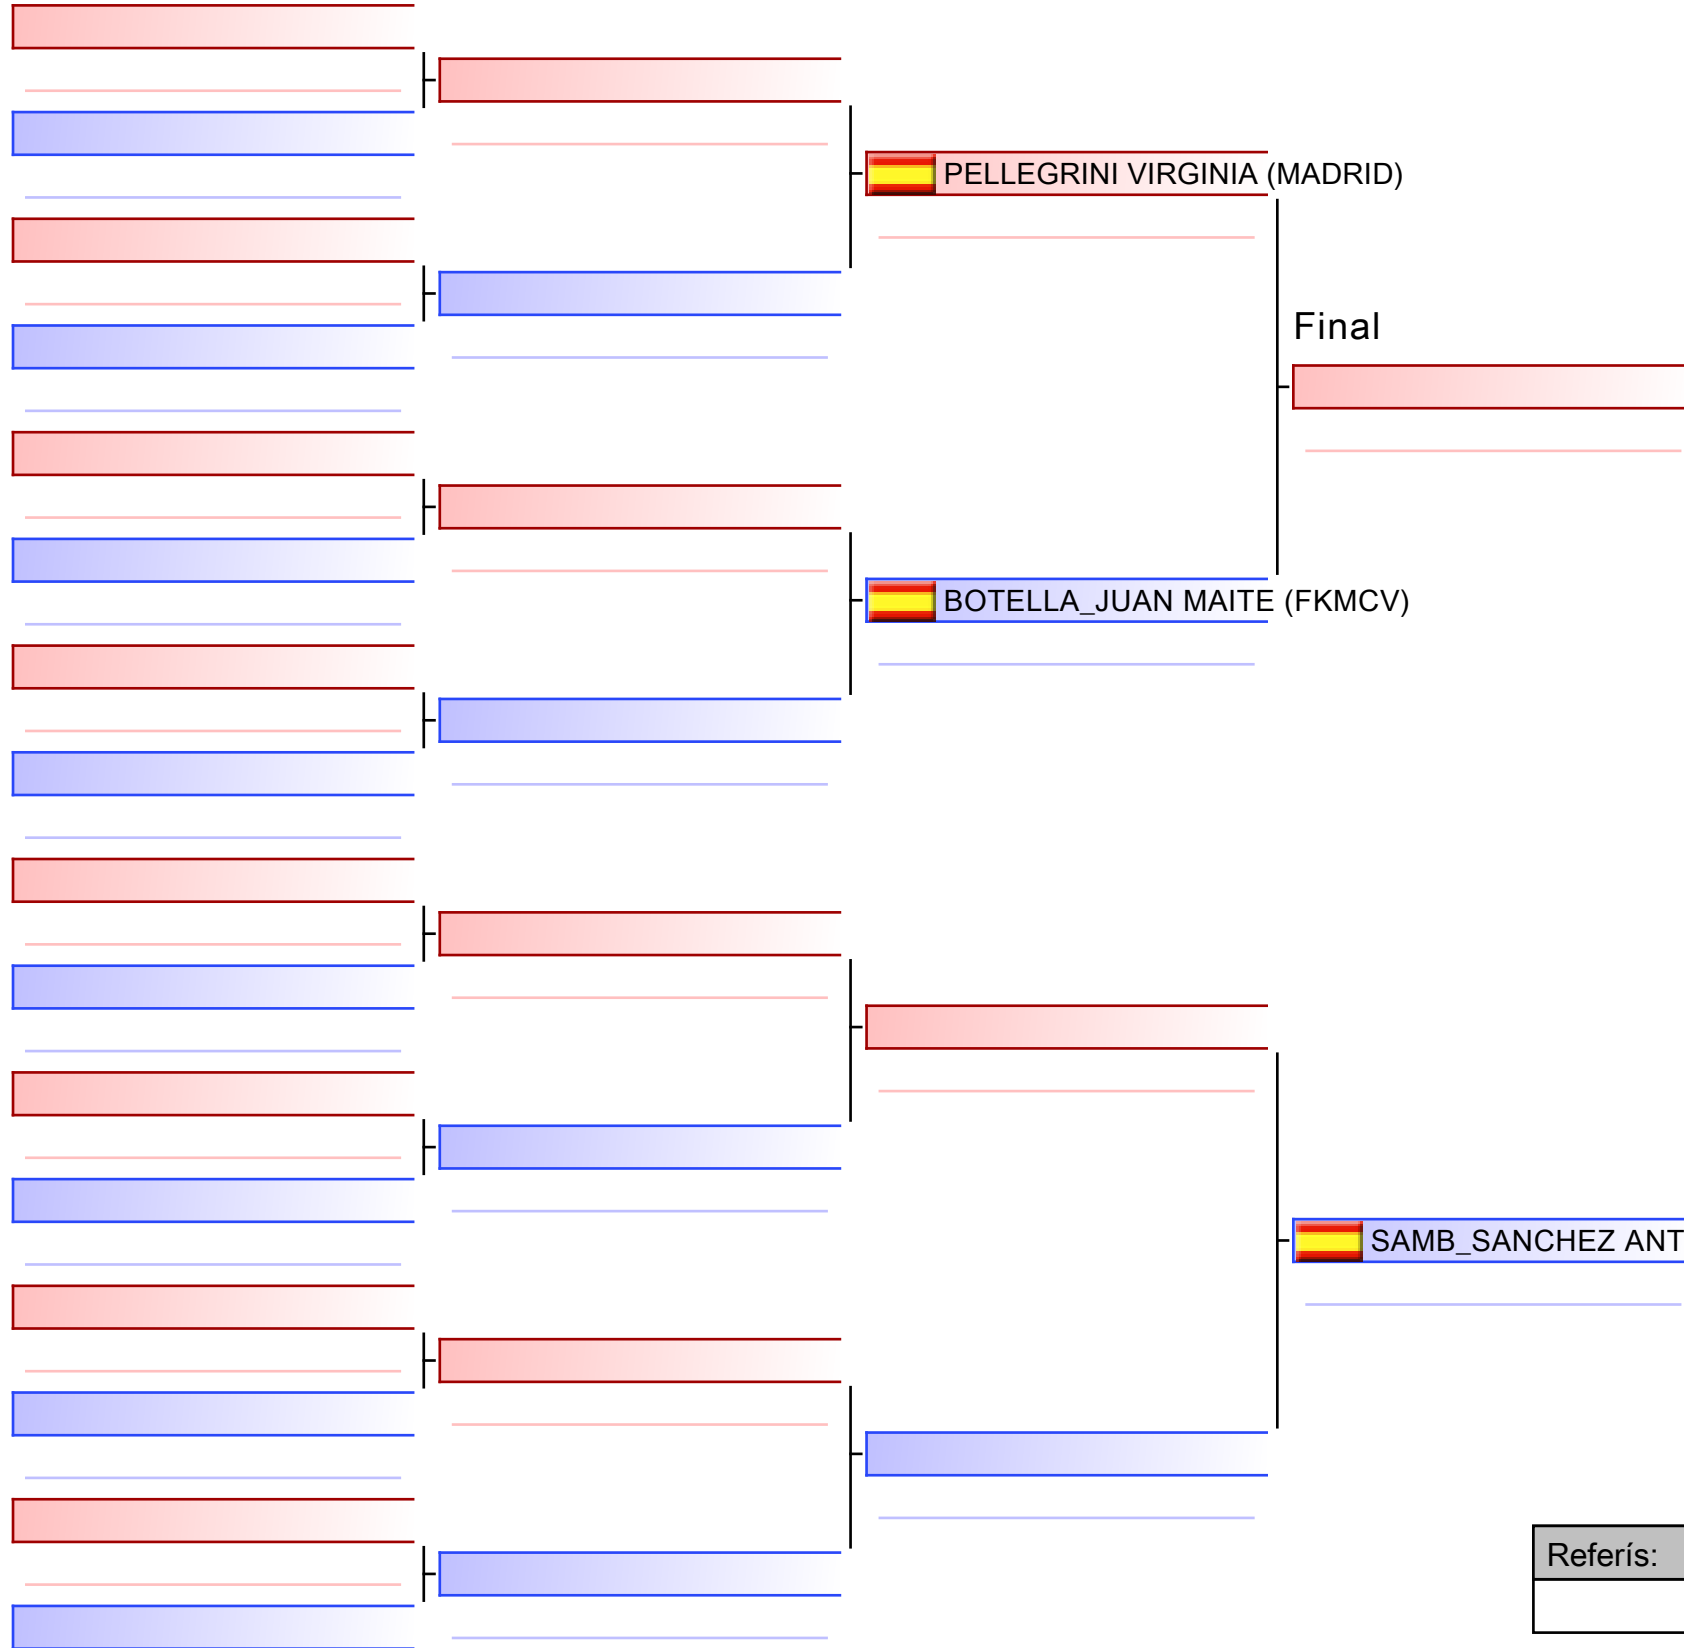 PELLEGRINI VIRGINIA (MADRID)
Final
BOTELLA_JUAN MAITE (FKMCV)
SAMB_SANCHEZ ANT
Referís: